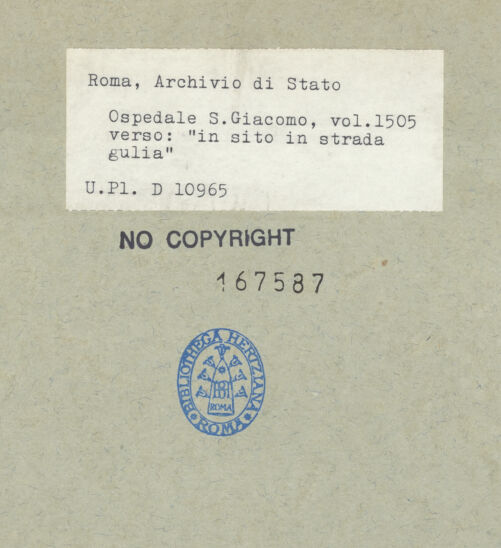 Roma, Archivio di Stato
Ospedale S.Giacomo, vol.1505
verso: "in sito in strada
gulia"
U.Pl. D 10965
NO COPYRIGHT
167587
BIBLIOTHECA HERTZIANA
ROMA
ROMA